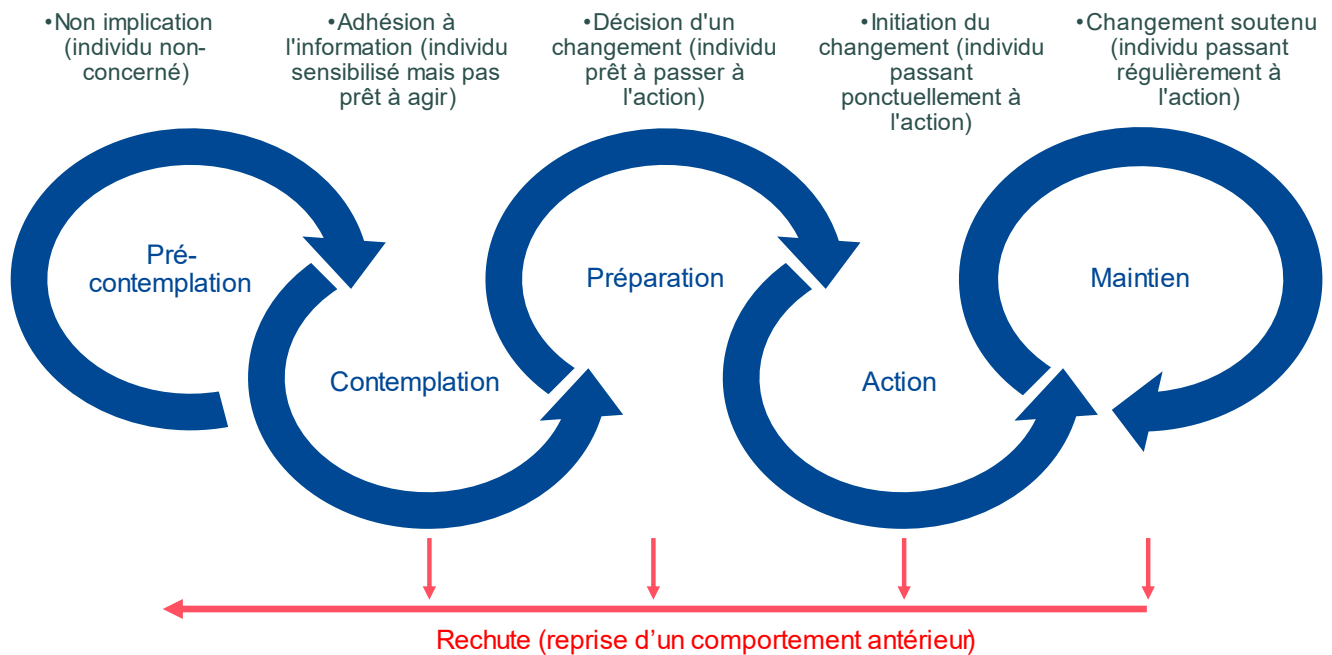 •Non implication
(individu non-
concerné)
•Adhésion à
l'information (individu
sensibilisé mais pas
prêt à agir)
•Décision d'un
changement (individu
prêt à passer à
l'action)
•Initiation du
changement (individu
passant
ponctuellement à
l'action)
•Changement soutenu
(individu passant
régulièrement à
l'action)
Pré-
contemplation
Contemplation
Préparation
Action
Maintien
Rechute (reprise d’un comportement antérieur)